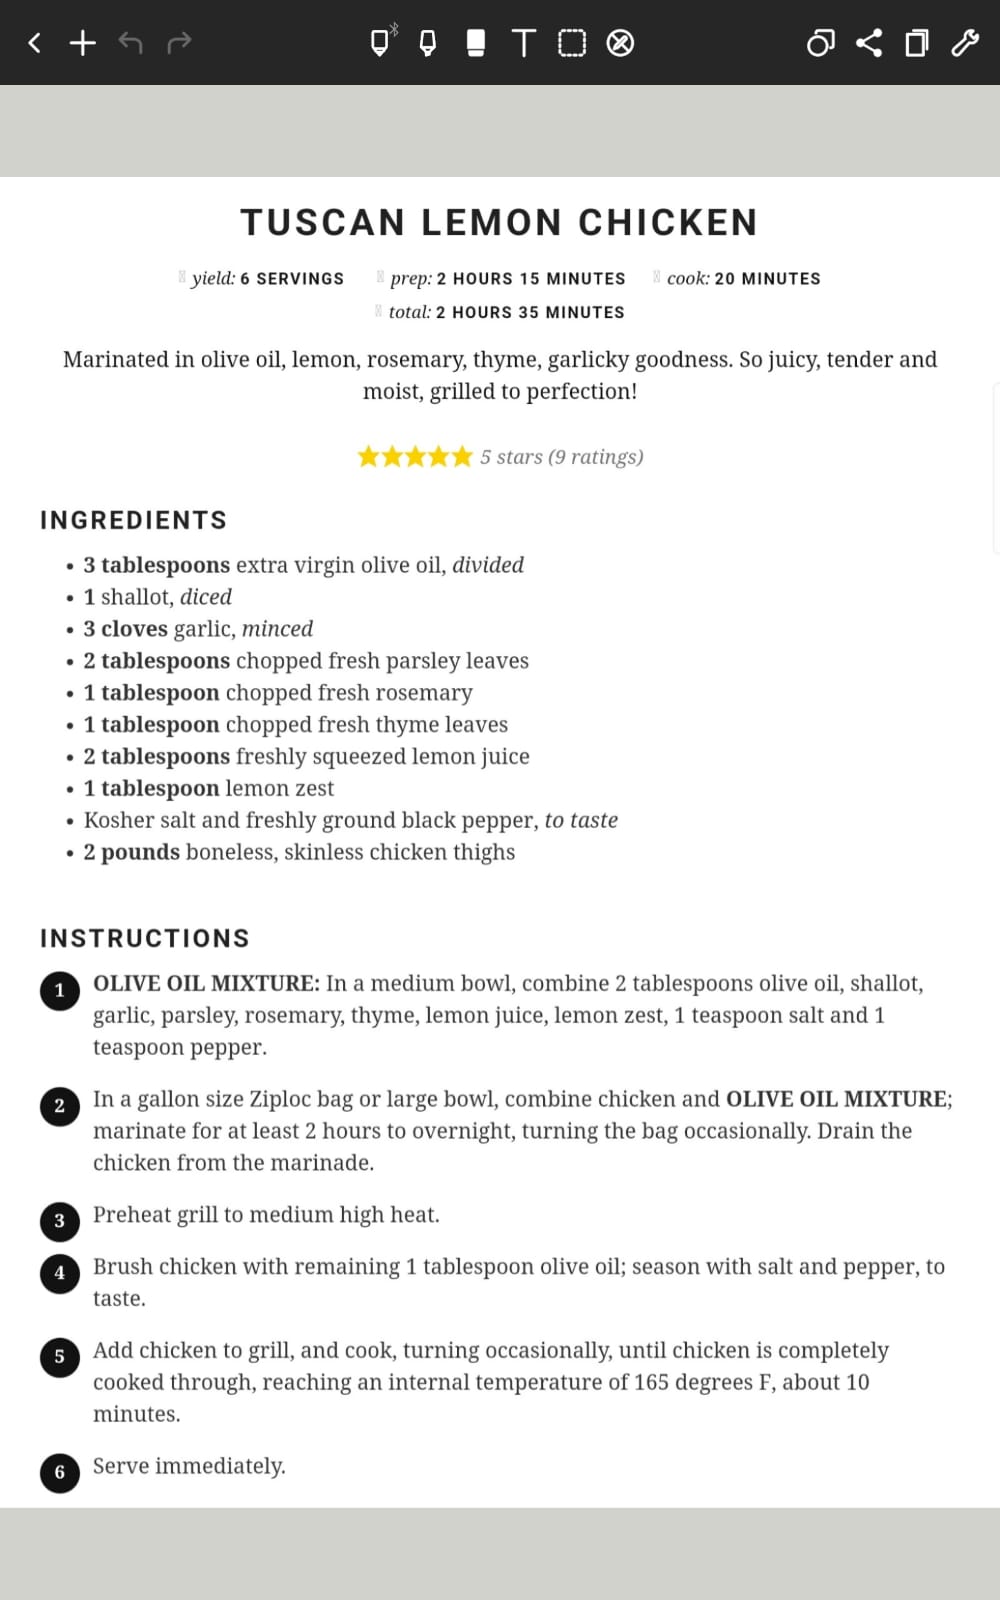 TUSCAN LEMON CHICKEN
yield: 6 SERVINGS prep: 2 HOURS 15 MINUTES cook: 20 MINUTES
total: 2 HOURS 35 MINUTES
Marinated in olive oil, lemon, rosemary, thyme, garlicky goodness. So juicy, tender and
moist, grilled to perfection!
5 stars (9 ratings)
INGREDIENTS
• 3 tablespoons extra virgin olive oil, divided
• 1 shallot, diced
• 3 cloves garlic, minced
• 2 tablespoons chopped fresh parsley leaves
• 1 tablespoon chopped fresh rosemary
• 1 tablespoon chopped fresh thyme leaves
• 2 tablespoons freshly squeezed lemon juice
• 1 tablespoon lemon zest
• Kosher salt and freshly ground black pepper, to taste
• 2 pounds boneless, skinless chicken thighs
INSTRUCTIONS
1 OLIVE OIL MIXTURE: In a medium bowl, combine 2 tablespoons olive oil, shallot,
garlic, parsley, rosemary, thyme, lemon juice, lemon zest, 1 teaspoon salt and 1
teaspoon pepper.
2 In a gallon size Ziploc bag or large bowl, combine chicken and OLIVE OIL MIXTURE;
marinate for at least 2 hours to overnight, turning the bag occasionally. Drain the
chicken from the marinade.
3 Preheat grill to medium high heat.
4 Brush chicken with remaining 1 tablespoon olive oil; season with salt and pepper, to
taste.
5 Add chicken to grill, and cook, turning occasionally, until chicken is completely
cooked through, reaching an internal temperature of 165 degrees F, about 10
minutes.
6 Serve immediately.